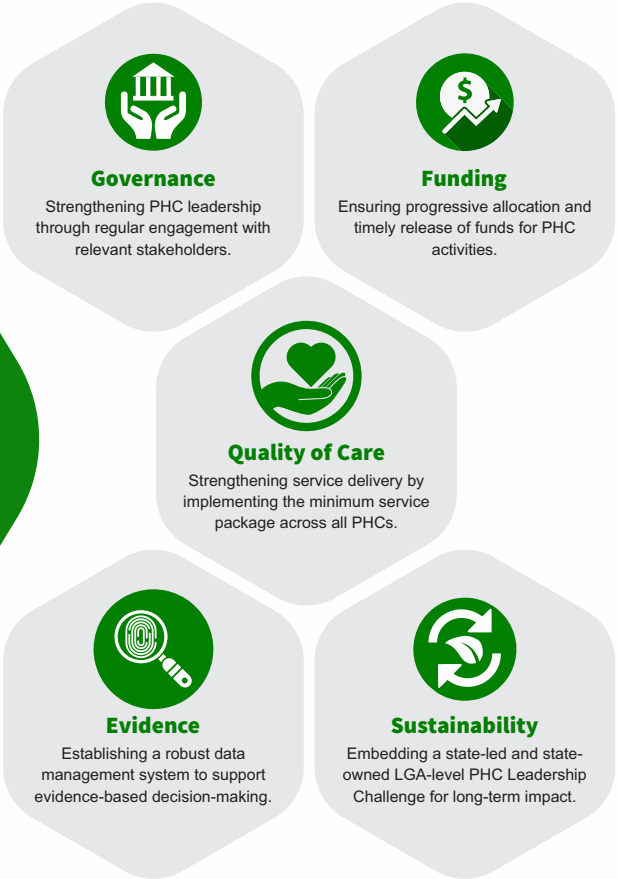 $
Governance
Strengthening PHC leadership
through regular engagement with
relevant stakeholders.
Funding
Ensuring progressive allocation and
timely release of funds for PHC
activities.
Quality of Care
Strengthening service delivery by
implementing the minimum service
package across all PHCs.
Evidence
Establishing a robust data
management system to support
evidence-based decision-making.
Sustainability
Embedding a state-led and state-
owned LGA-level PHC Leadership
Challenge for long-term impact.